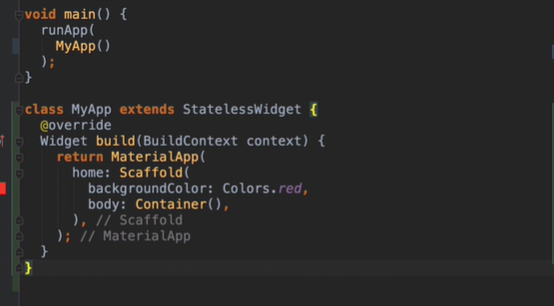 void main() {
  runApp(
    MyApp()
  );
}

class MyApp extends StatelessWidget {
  @override
  Widget build(BuildContext context) {
    return MaterialApp(
      home: Scaffold(
        backgroundColor: Colors.red,
        body: Container(),
      ), // Scaffold
    ); // MaterialApp
  }
}